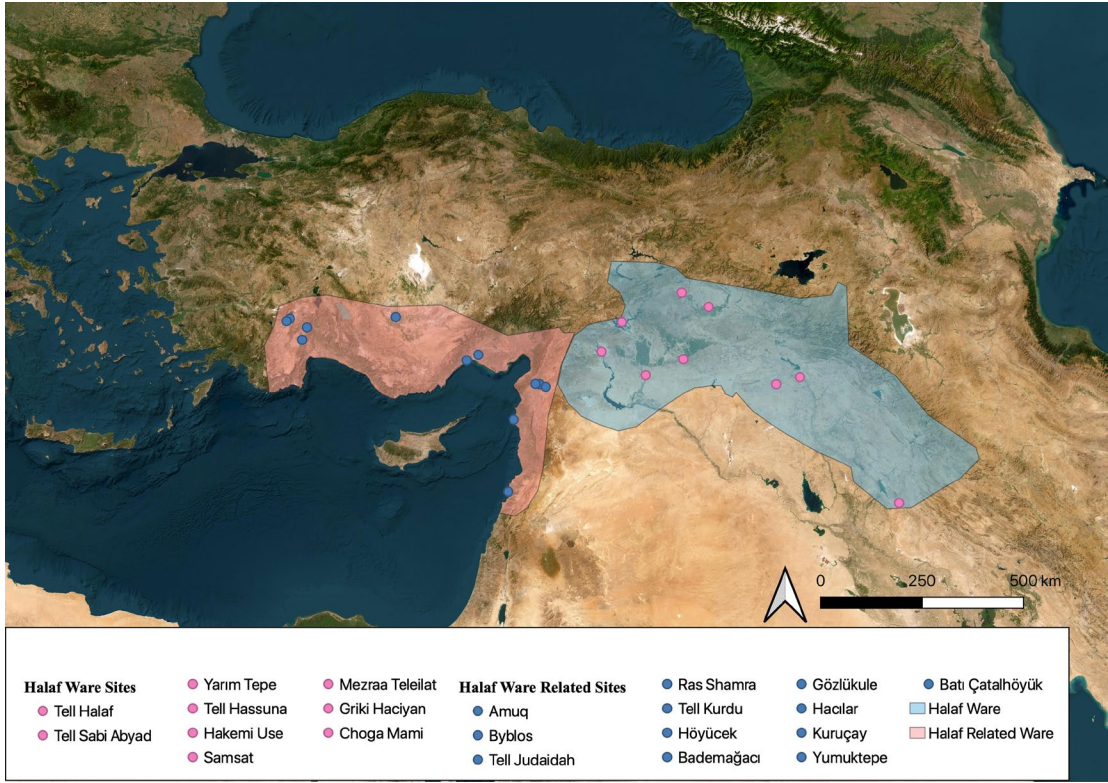 0 250 500 km
Halaf Ware Sites
Tell Halaf
Tell Sabi Abyad
Yarım Tepe
Tell Hassuna
Hakemi Use
Samsat
Mezraa Teleilat
Griki Haciyan
Choga Mami
Halaf Ware Related Sites
Amuq
Byblos
Tell Judaidah
Ras Shamra
Tell Kurdu
Höyücek
Bademağacı
Gözlükule
Hacılar
Kuruçay
Yumuktepe
Batı Çatalhöyük
Halaf Ware
Halaf Related Ware